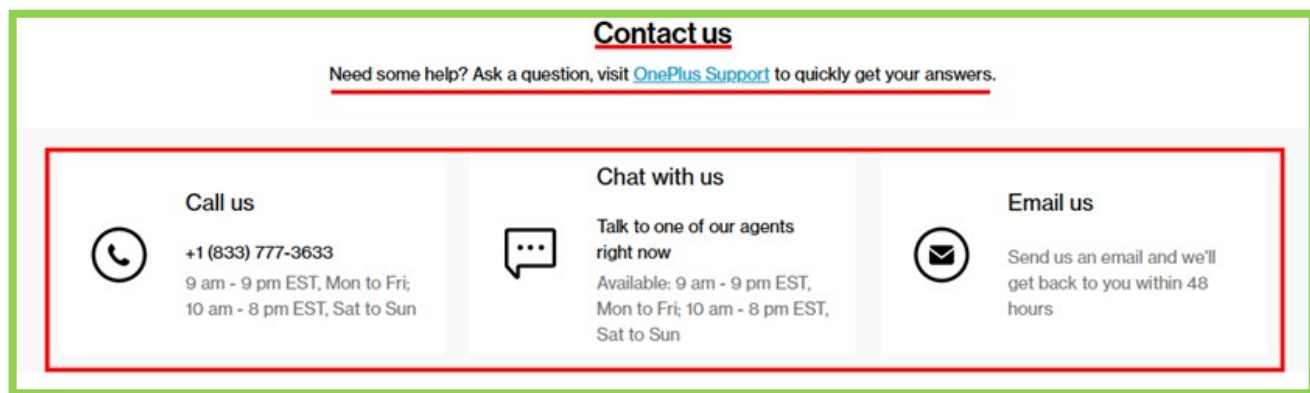 Contact us
Need some help? Ask a question, visit OnePlus Support to quickly get your answers.
Call us
+1 (833) 777-3633
9 am - 9 pm EST, Mon to Fri;
10 am - 8 pm EST, Sat to Sun
Chat with us
Talk to one of our agents
right now
Available: 9 am - 9 pm EST,
Mon to Fri; 10 am - 8 pm EST,
Sat to Sun
Email us
Send us an email and we'll
get back to you within 48
hours